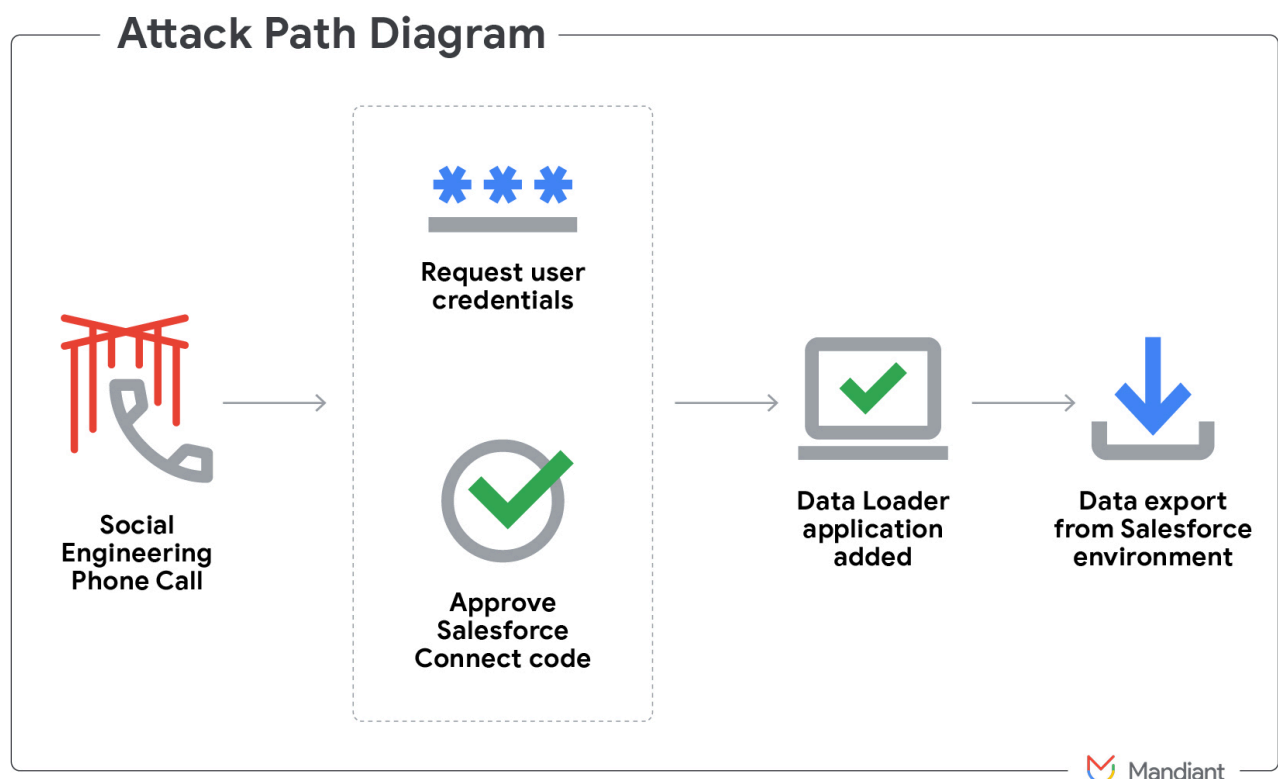 Attack Path Diagram
Request user
credentials
Social
Engineering
Phone Call
Approve
Salesforce
Connect code
Data Loader
application
added
Data export
from Salesforce
environment
Mandiant